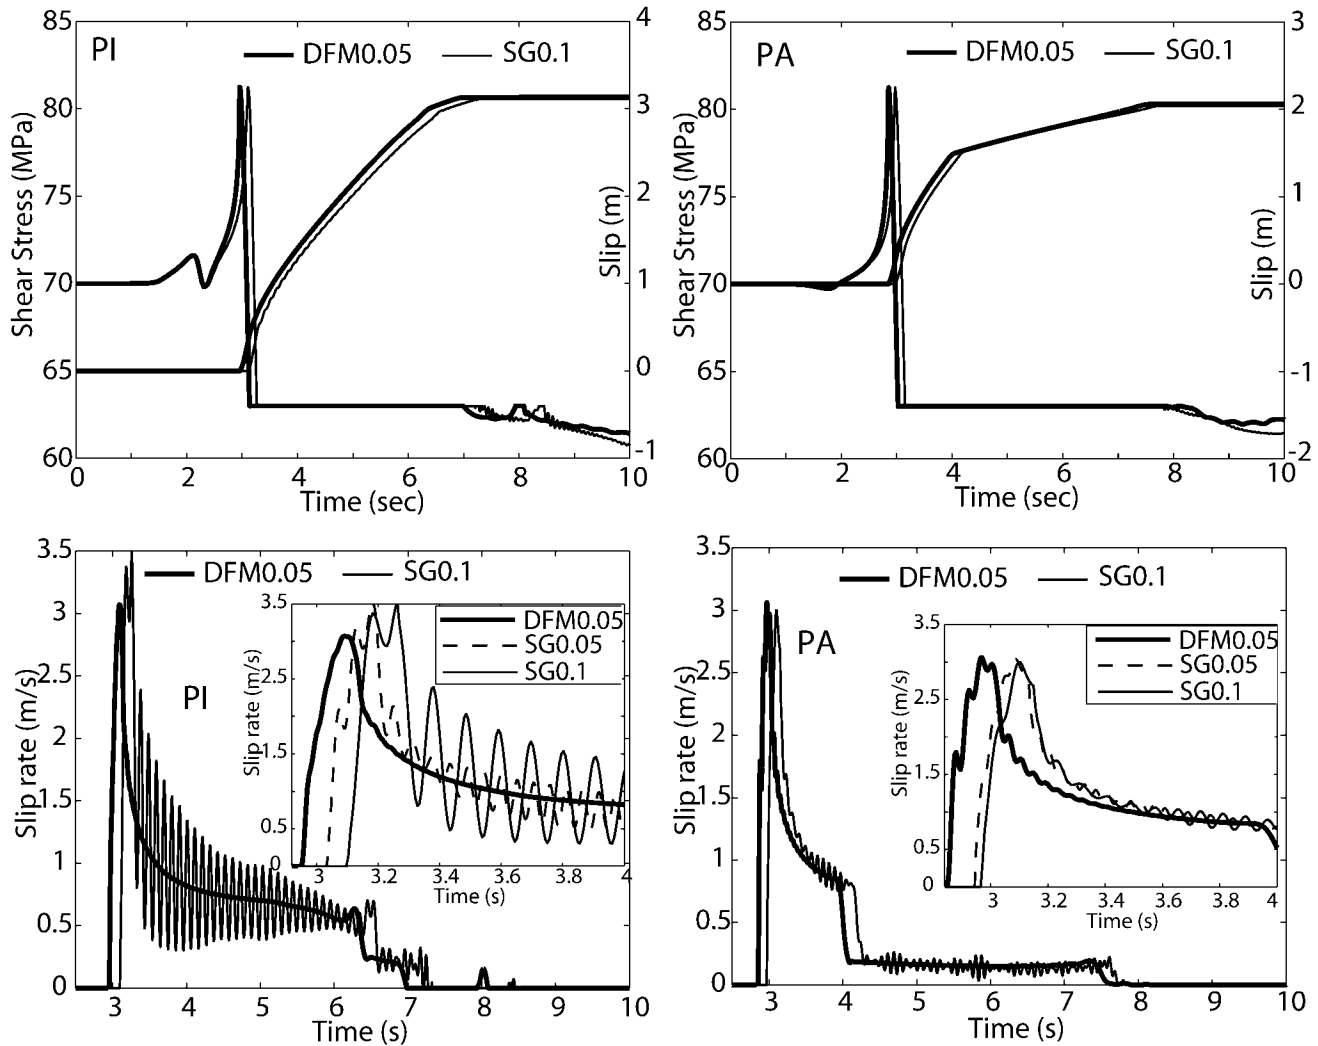 PI
DFM0.05 SG0.1
Shear Stress (MPa)
85
80
75
70
65
60
4
3
2
1
0
-1
Slip (m)
0 2 4 6 8 10
Time (sec)
PA
DFM0.05 SG0.1
Shear Stress (MPa)
85
80
75
70
65
60
3
2
1
0
-1
-2
Slip (m)
0 2 4 6 8 10
Time (sec)
DFM0.05 SG0.1
PI
Slip rate (m/s)
3.5
3
2.5
2
1.5
1
0.5
0
3 4 5 6 7 8 9 10
Time (s)
DFM0.05
SG0.05
SG0.1
Slip rate (m/s)
3.5
2.5
1.5
0.5
0
3 3.2 3.4 3.6 3.8 4
Time (s)
DFM0.05 SG0.1
PA
Slip rate (m/s)
3.5
3
2.5
2
1.5
1
0.5
0
3 4 5 6 7 8 9 10
Time (s)
DFM0.05
SG0.05
SG0.1
Slip rate (m/s)
3.5
2.5
1.5
0.5
0
3 3.2 3.4 3.6 3.8 4
Time (s)